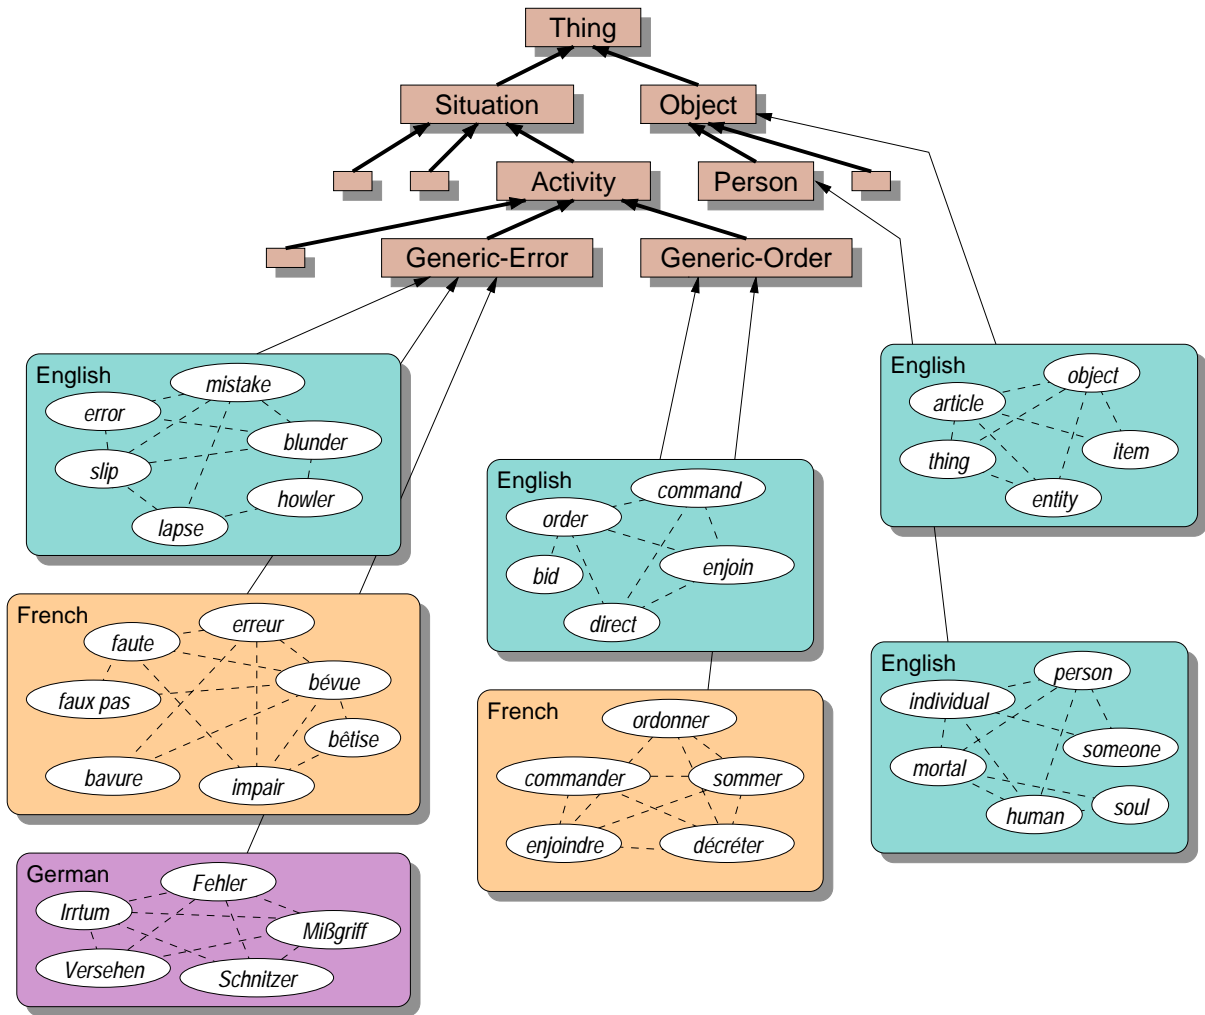 Thing
Situation
Object
Activity
Person
Generic-Error
Generic-Order
English
mistake
error
blunder
slip
howler
lapse
English
object
article
item
thing
entity
English
command
order
enjoin
bid
direct
French
erreur
faute
bévue
faux pas
bêtise
bavure
impair
English
person
individual
someone
mortal
soul
human
French
ordonner
commander
sommer
enjoindre
décréter
German
Fehler
Irrtum
Mißgriff
Versehen
Schnitzer